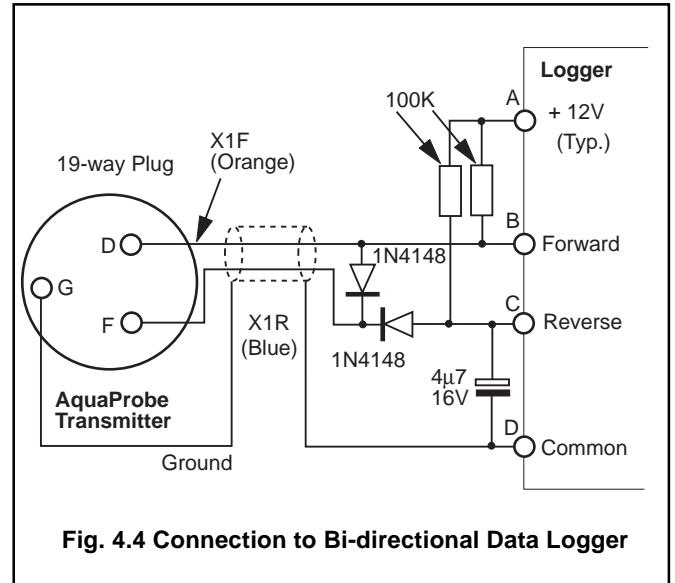 Logger
100K
A
+ 12V
(Typ.)
X1F
(Orange)
19-way Plug
B
D
Forward
1N4148
G
C
F
X1R
(Blue)
Reverse
1N4148
4µ7
16V
AquaProbe
Transmitter
D
Common
Ground
Fig. 4.4 Connection to Bi-directional Data Logger